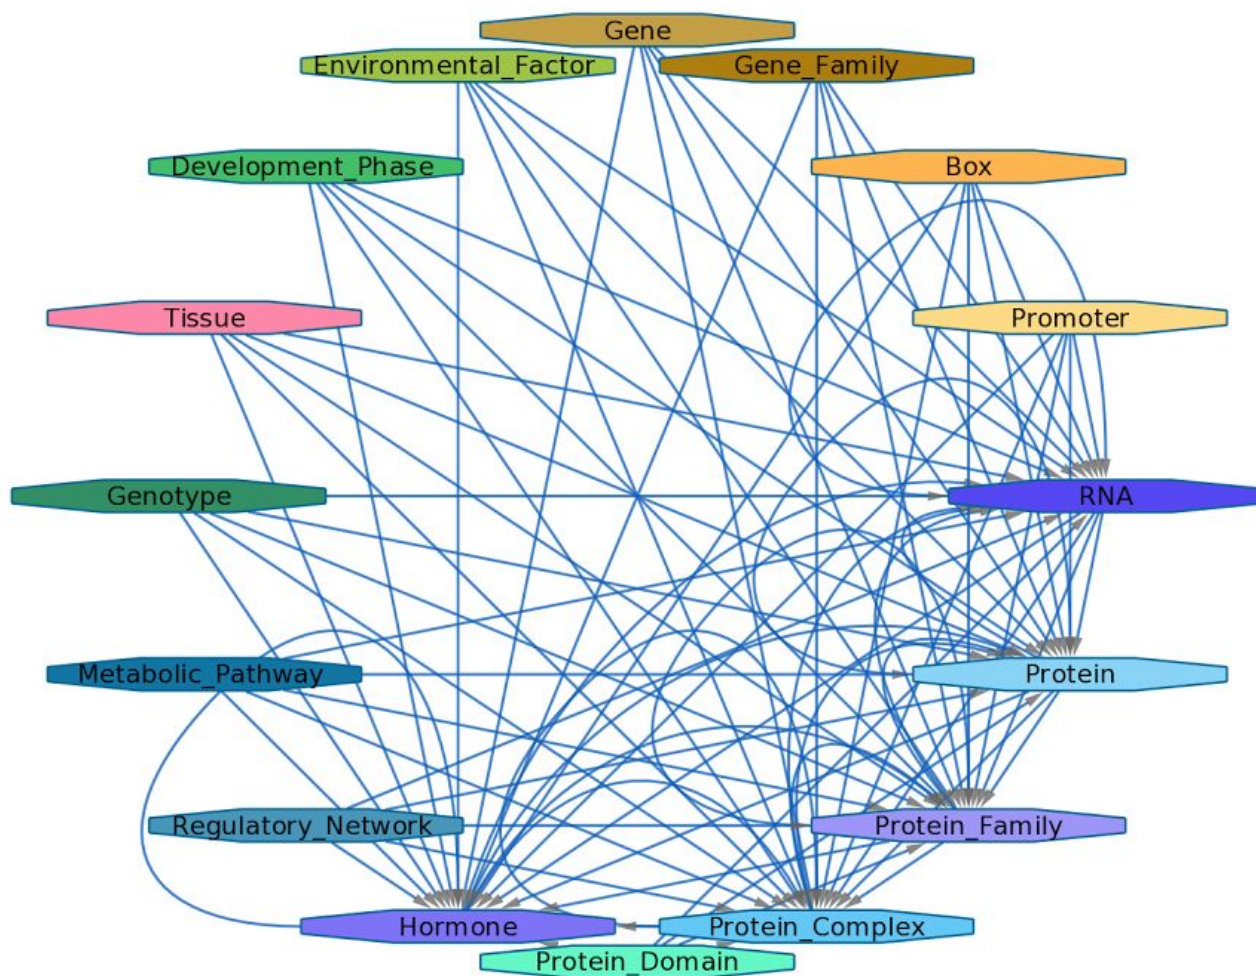 Gene
Environmental_Factor
Gene_Family
Development_Phase
Box
Tissue
Promoter
Genotype
RNA
Metabolic_Pathway
Protein
Regulatory_Network
Protein_Family
Hormone
Protein_Complex
Protein_Domain